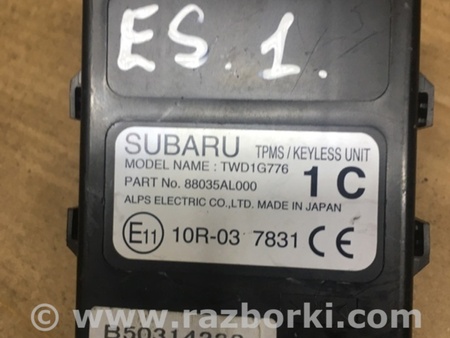 ES.1.
SUBARU TPMS / KEYLESS UNIT
MODEL NAME : TWD1G776
PART No. 88035AL000 1 C
ALPS ELECTRIC CO.,LTD. MADE IN JAPAN
E11 10R-03 7831 CE
© www.razborki.com